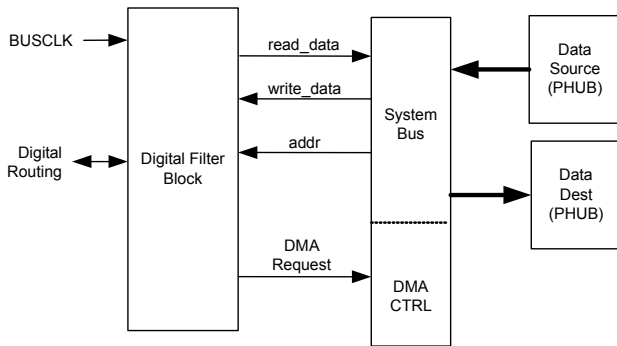 BUSCLK
Digital
Routing
Digital Filter
Block
read_data
write_data
addr
DMA
Request
System
Bus
DMA
CTRL
Data
Source
(PHUB)
Data
Dest
(PHUB)